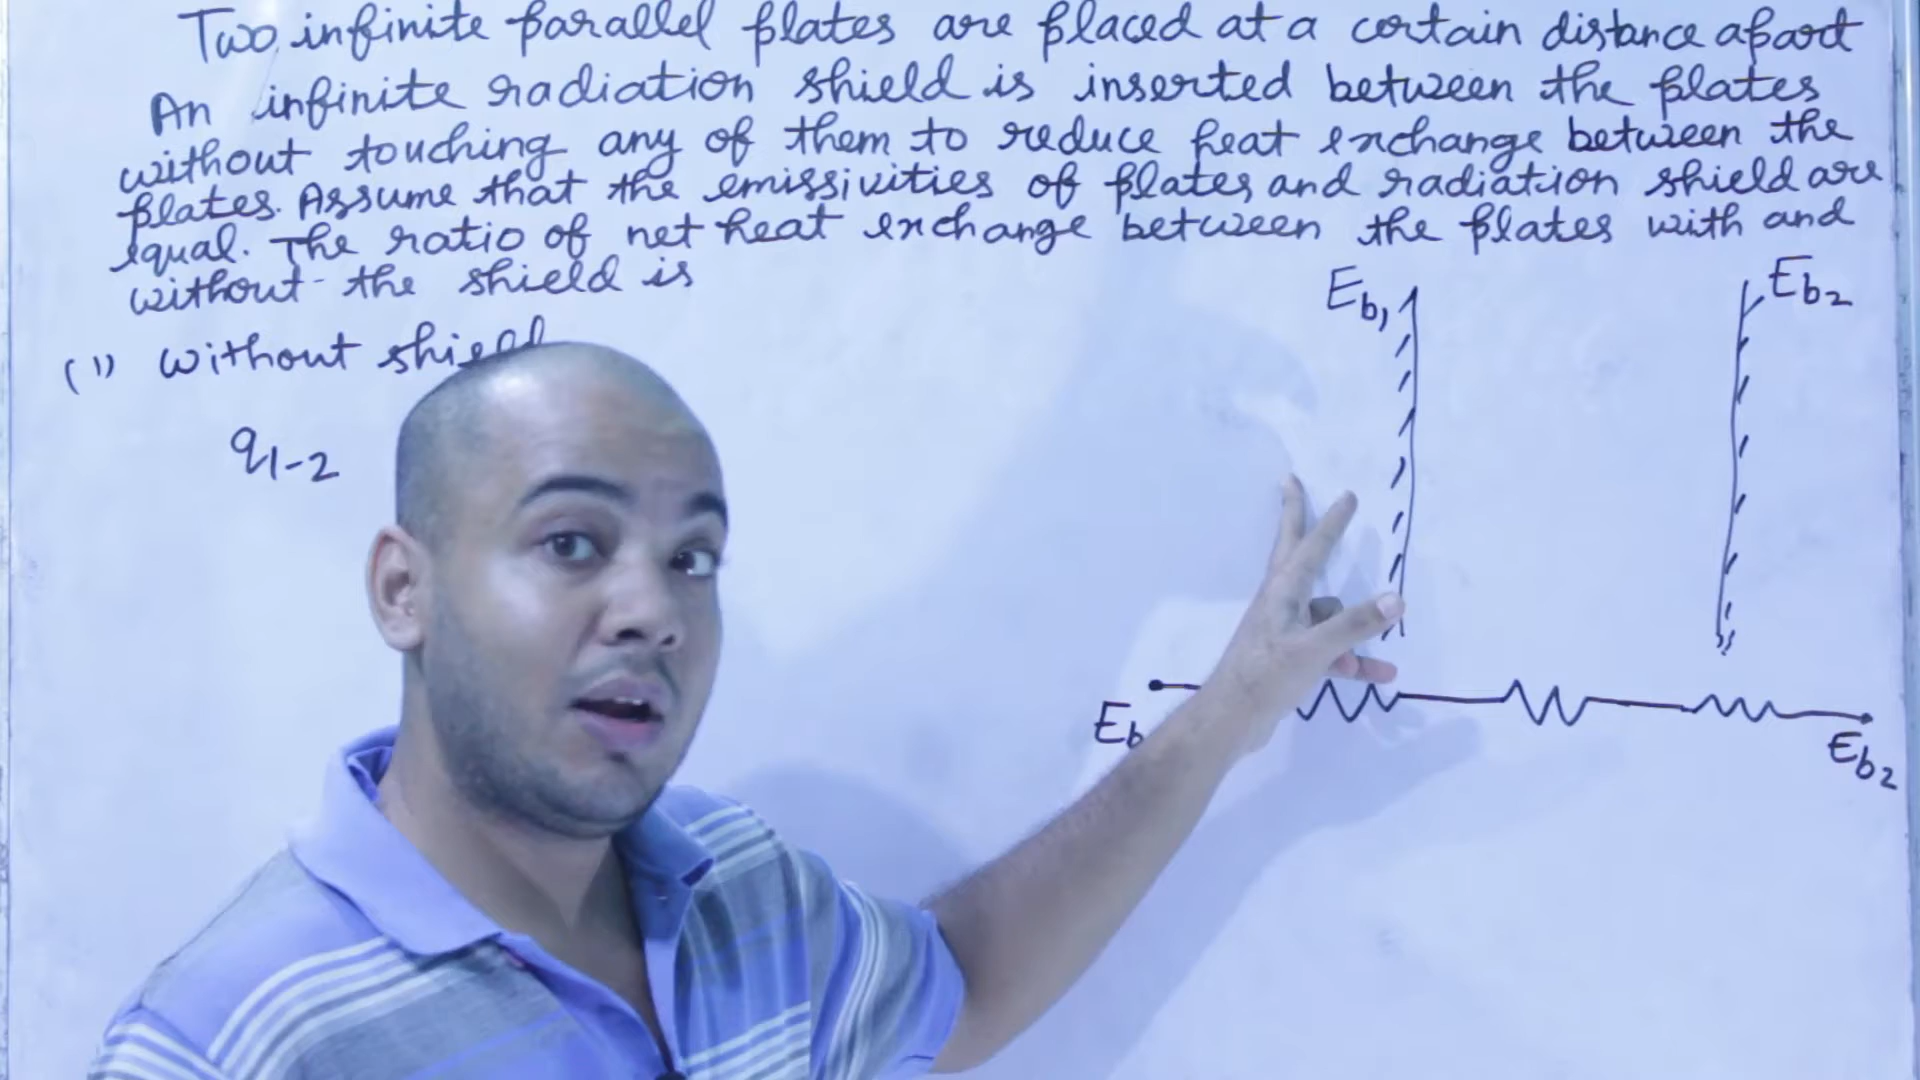 Two infinite parallel plates are placed at a certain distance apart
An infinite radiation shield is inserted between the plates
without touching any of them to reduce heat exchange between the
plates. Assume that the emissivities of plates and radiation shield are
equal. The ratio of net heat exchange between the plates with and
without the shield is
Eb1 Eb2
(1) without shield
q1-2
Eb
Eb2